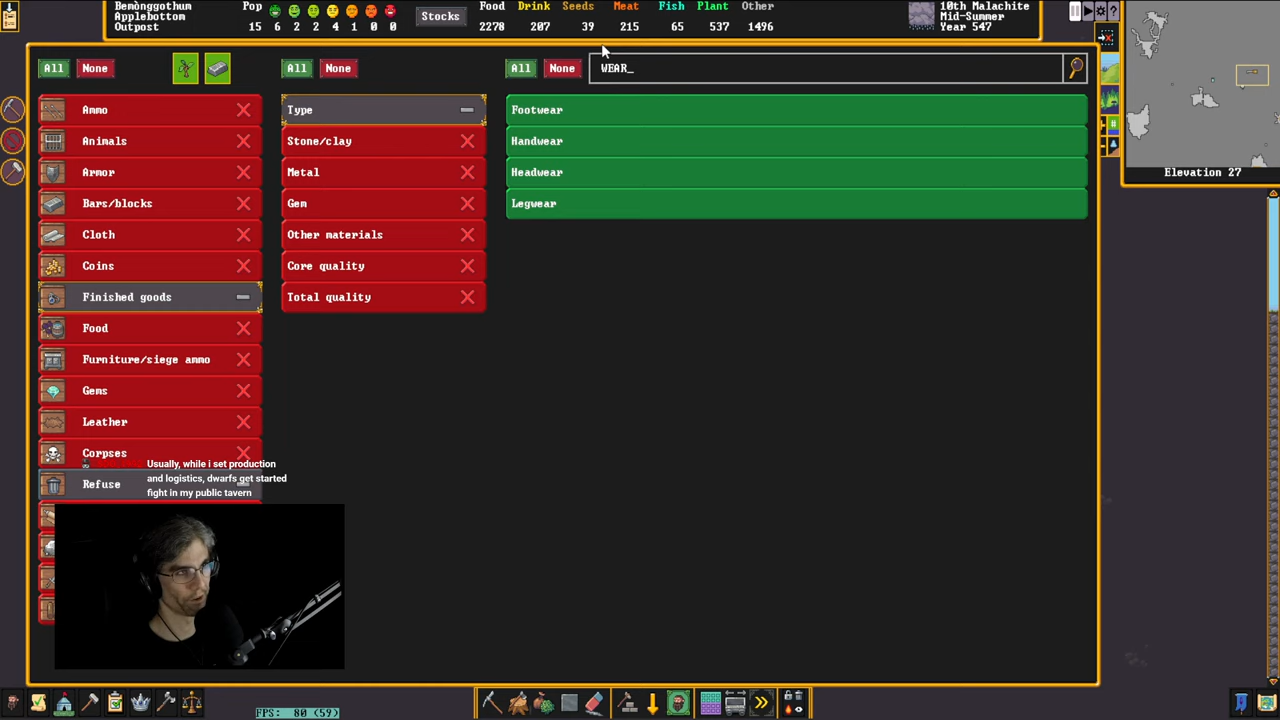 Bemònggothum
Applebottom
Outpost
Pop
15 6 2 2 4 1 0 0
Stocks
Food Drink Seeds Meat Fish Plant Other
2270 207 39 215 65 537 1496
10th Malachite
Mid-Summer
Year 547
All None
All None
All None
WEAR_
Ammo
Animals
Armor
Bars/blocks
Cloth
Coins
Finished goods
Food
Furniture/siege ammo
Gems
Leather
Corpses
Refuse
Type
Stone/clay
Metal
Gem
Other materials
Core quality
Total quality
Footwear
Handwear
Headwear
Legwear
Elevation 27
Usually, while i set production
and logistics, dwarfs get started
fight in my public tavern
FPS: 80 (59)